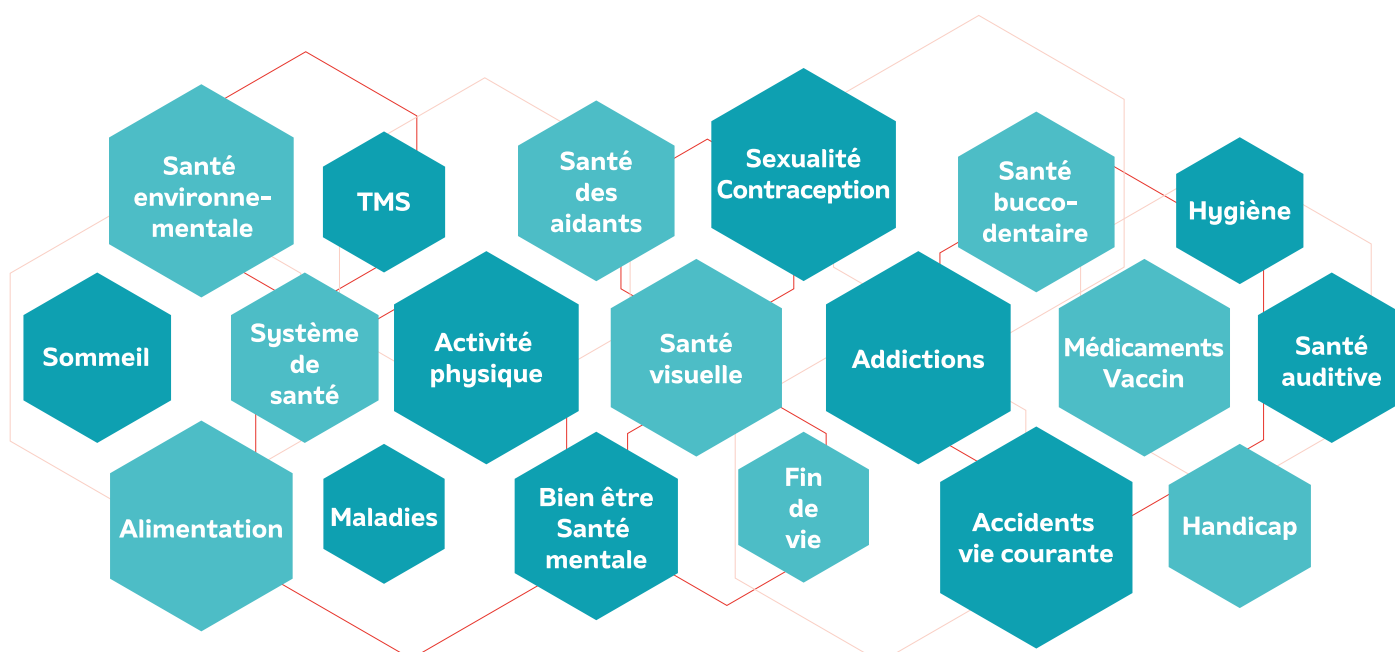 Santé
environne-
mentale
TMS
Santé
des
aidants
Sexualité
Contraception
Santé
bucco-
dentaire
Hygiène
Sommeil
Système
de
santé
Activité
physique
Santé
visuelle
Addictions
Médicaments
Vaccin
Santé
auditive
Alimentation
Maladies
Bien être
Santé
mentale
Fin
de
vie
Accidents
vie courante
Handicap